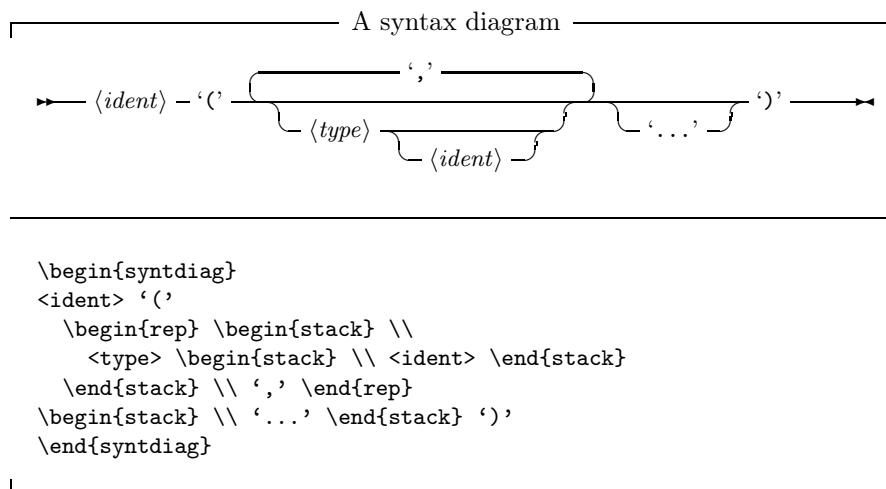 A syntax diagram
‘,’
⟨ident⟩ ‘(’ ‘)’
⟨type⟩ ‘...’
⟨ident⟩
\begin{syntdiag}
<ident> ‘(’
\begin{rep} \begin{stack} \\
<type> \begin{stack} \\ <ident> \end{stack}
\end{stack} \\ ‘,’ \end{rep}
\begin{stack} \\ ‘...’ \end{stack} ‘)’
\end{syntdiag}